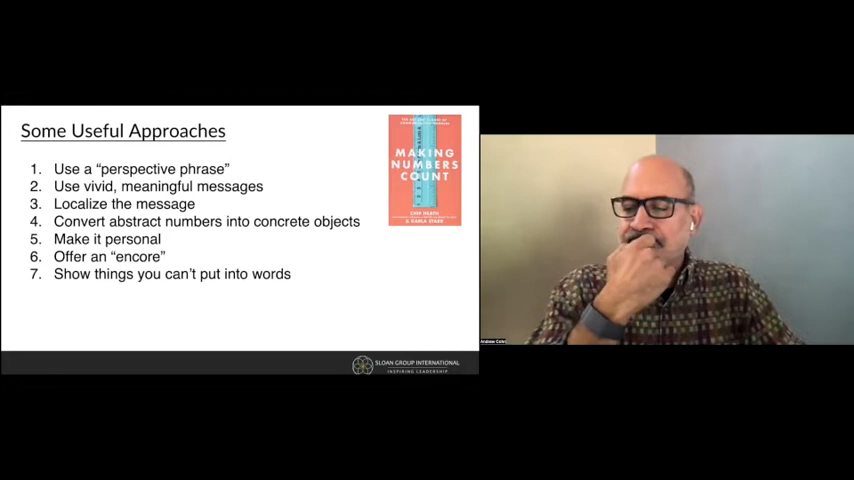 Some Useful Approaches
1. Use a “perspective phrase”
2. Use vivid, meaningful messages
3. Localize the message
4. Convert abstract numbers into concrete objects
5. Make it personal
6. Offer an “encore”
7. Show things you can’t put into words
MAKING
NUMBERS
COUNT
CHIP HEATH
& KARLA STARR
SLOAN GROUP INTERNATIONAL
INSPIRING LEADERSHIP
Andrew Cohn